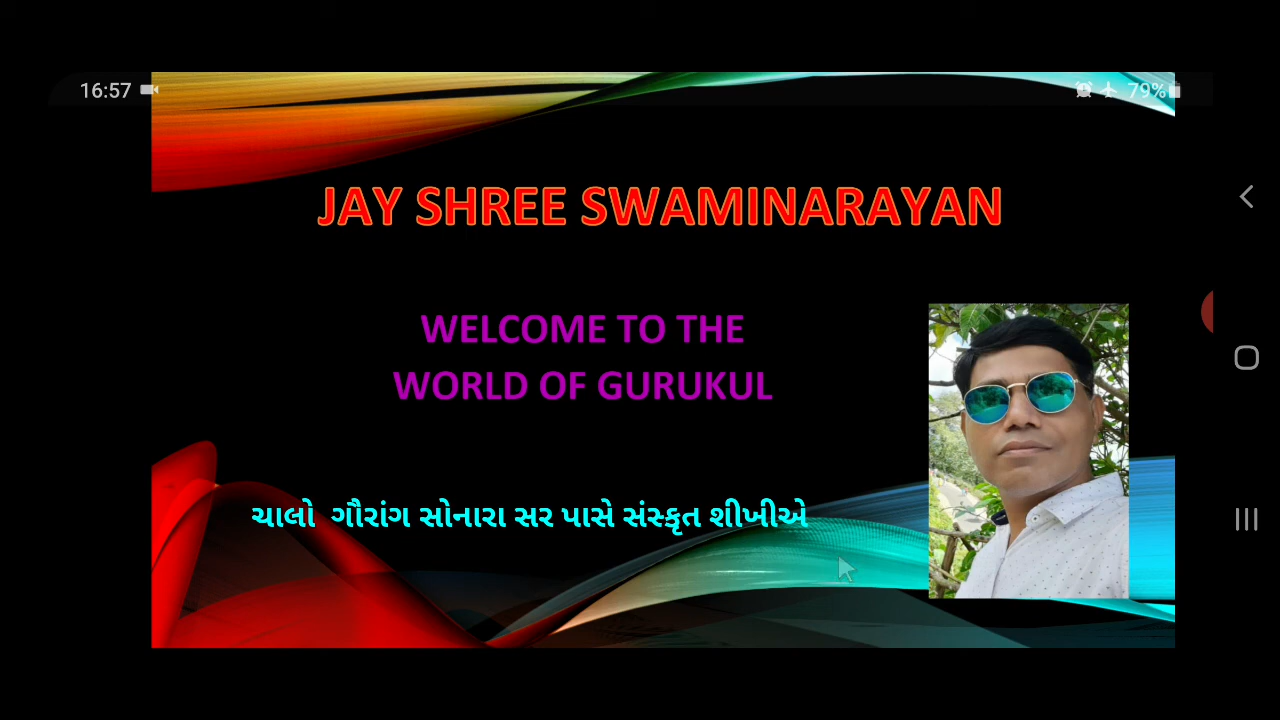 16:57
79%
JAY SHREE SWAMINARAYAN
WELCOME TO THE
WORLD OF GURUKUL
ચાલો ગૌરાંગ સોનારા સર પાસે સંસ્કૃત શીખીએ